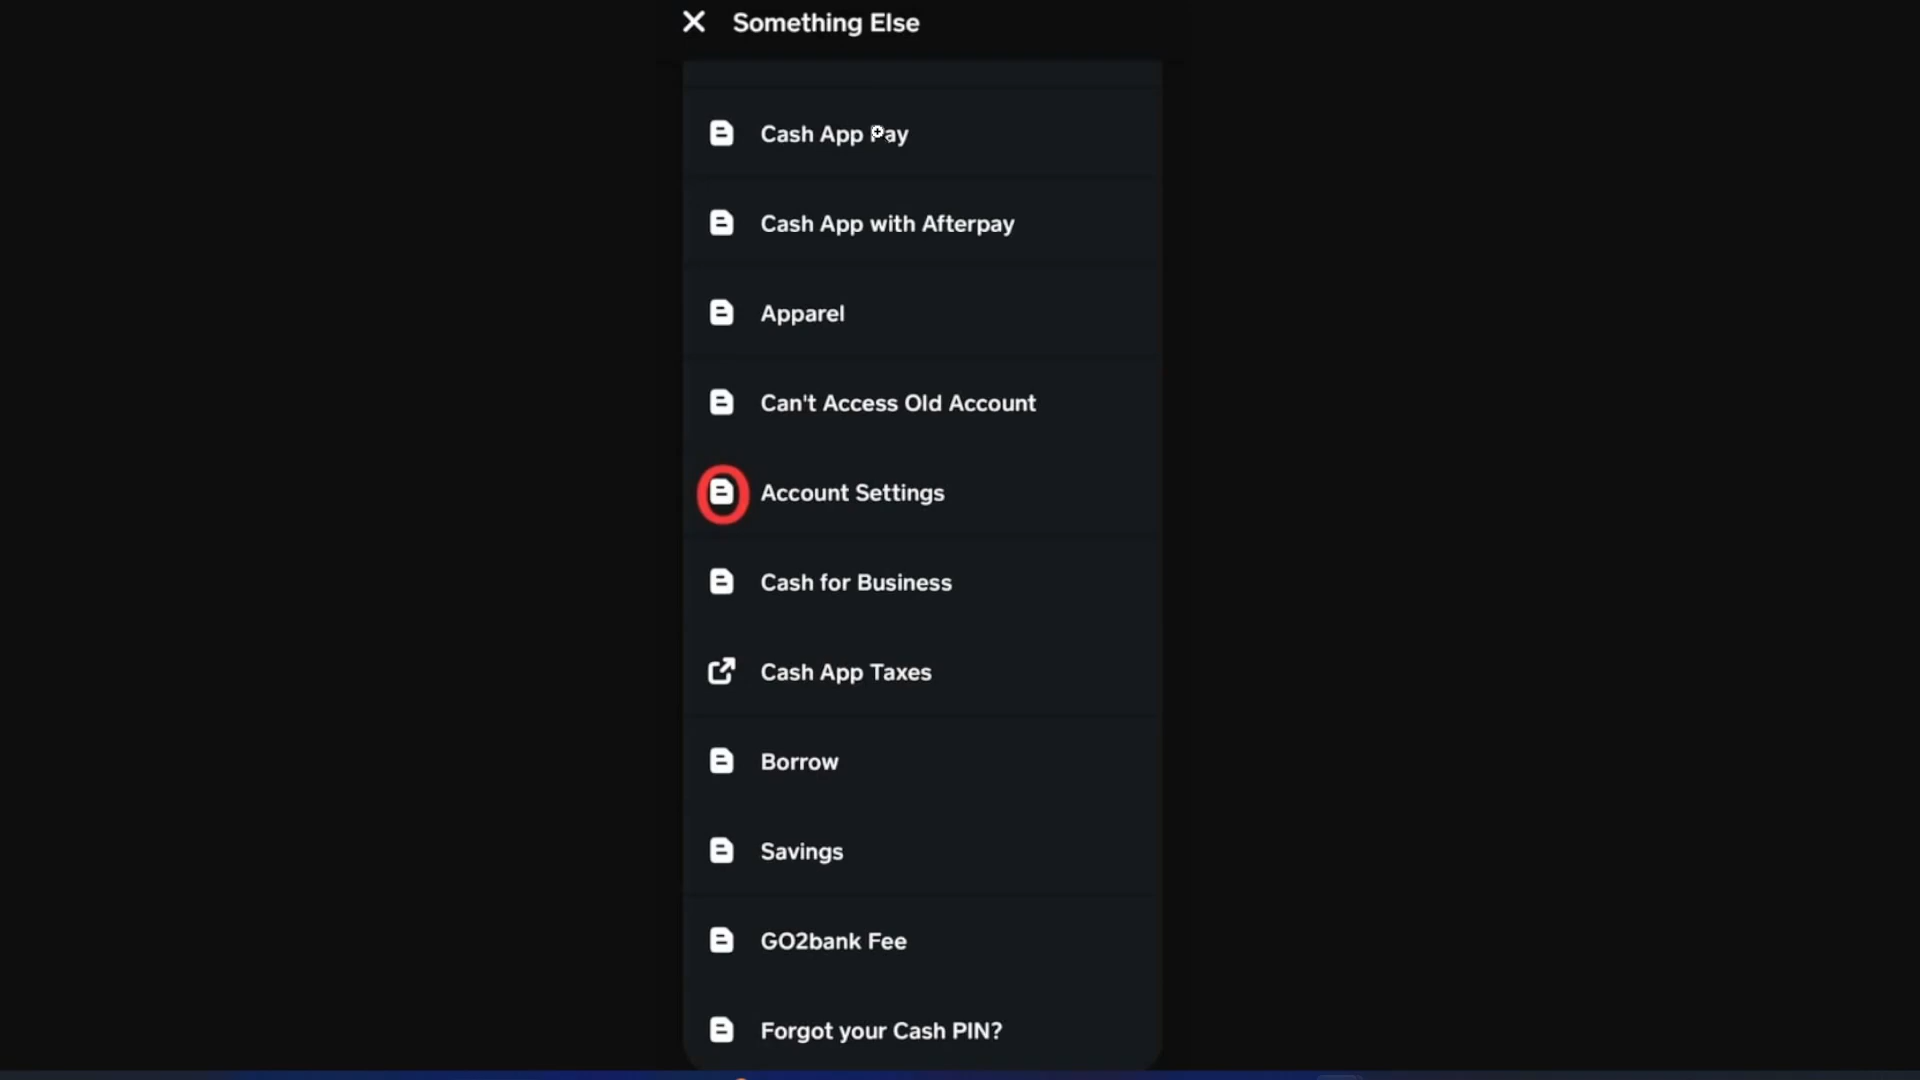 Something Else
Cash App Pay
Cash App with Afterpay
Apparel
Can't Access Old Account
Account Settings
Cash for Business
Cash App Taxes
Borrow
Savings
GO2bank Fee
Forgot your Cash PIN?